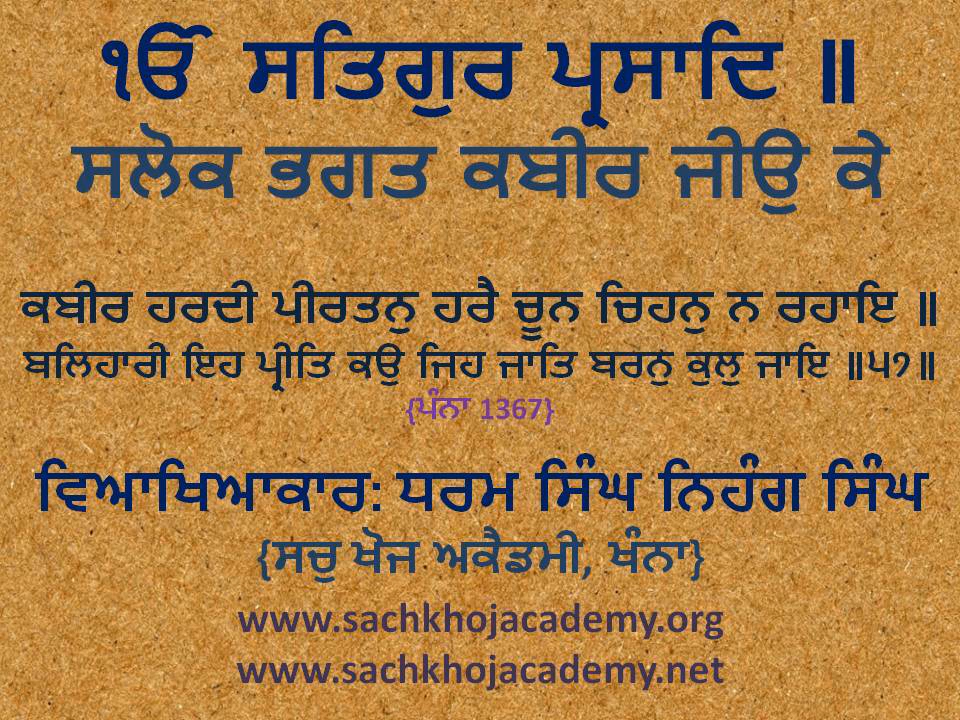 ੴ ਸਤਿਗੁਰ ਪ੍ਰਸਾਦਿ ॥
ਸਲੋਕ ਭਗਤ ਕਬੀਰ ਜੀਉ ਕੇ
ਕਬੀਰ ਹਰਦੀ ਪੀਰਤਨੁ ਹਰੈ ਚੂਨ ਚਿਹਨੁ ਨ ਰਹਾਇ ॥
ਬਲਿਹਾਰੀ ਇਹ ਪ੍ਰੀਤਿ ਕਉ ਜਿਹ ਜਾਤਿ ਬਰਨੁ ਕੁਲੁ ਜਾਇ ॥੫੭॥
{ਪੰਨਾ 1367}
ਵਿਆਖਿਆਕਾਰ: ਧਰਮ ਸਿੰਘ ਨਿਹੰਗ ਸਿੰਘ
{ਸਚੁ ਖੋਜ ਅਕੈਡਮੀ, ਖੰਨਾ}
www.sachkhojacademy.org
www.sachkhojacademy.net